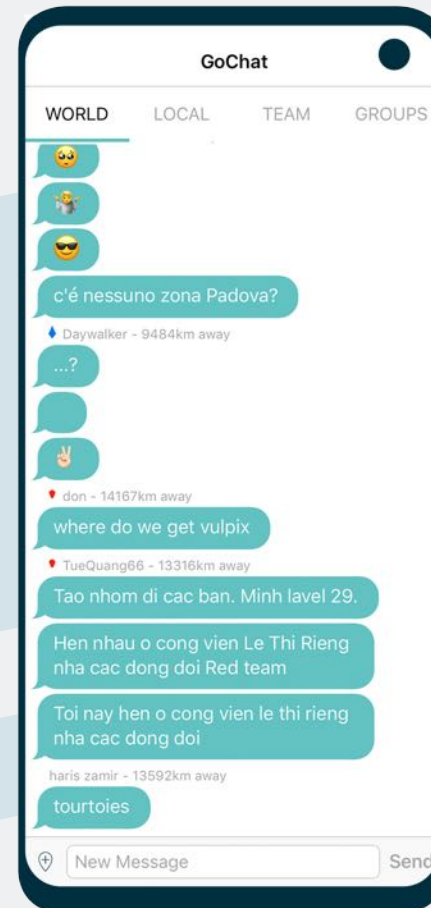 GoChat
WORLD LOCAL TEAM GROUPS
c'é nessuno zona Padova?
Daywalker - 9484km away
...?
don - 14167km away
where do we get vulpix
TueQuang66 - 13316km away
Tao nhom di cac ban. Minh lavel 29.
Hen nhau o cong vien Le Thi Rieng
nha cac dong doi Red team
Toi nay hen o cong vien le thi rieng
nha cac dong doi
haris zamir - 13592km away
tourtoies
New Message Send